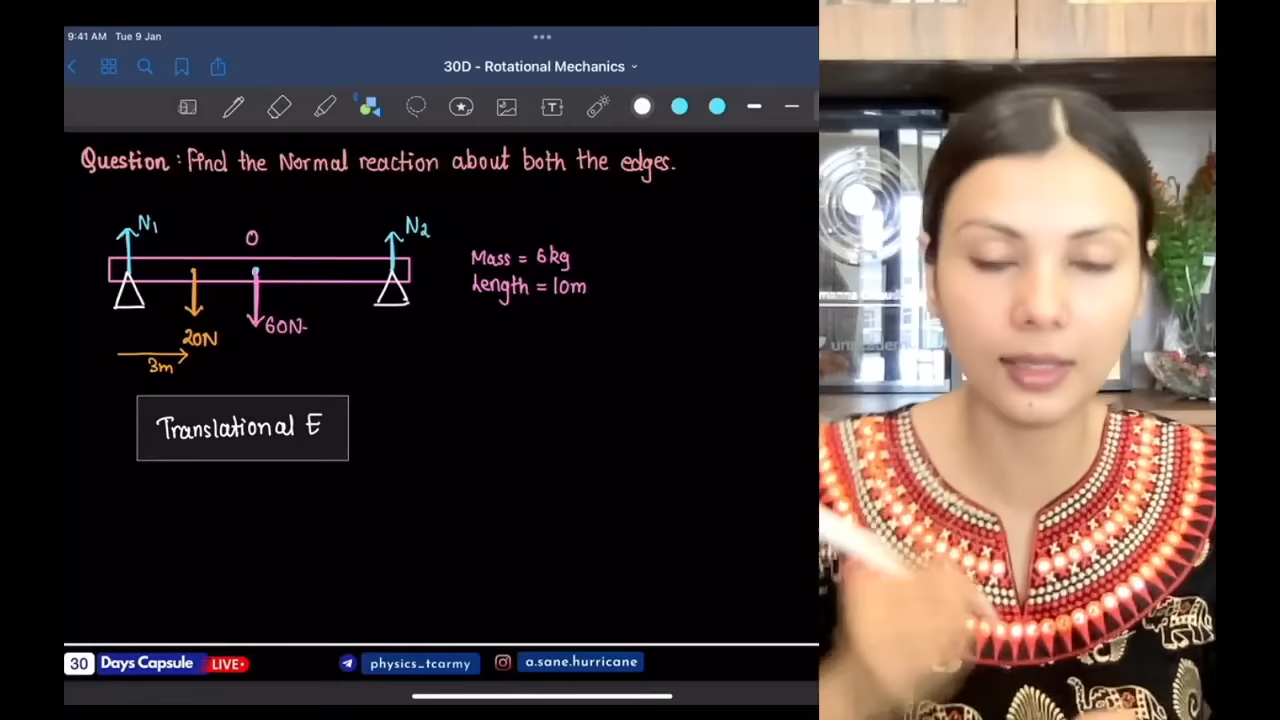 9:41 AM Tue 9 Jan
30D - Rotational Mechanics
Question : Find the Normal reaction about both the edges.
N1
O
N2
Mass = 6kg
Length = 10m
60N
20N
3m
Translational E
30 Days Capsule LIVE
physics_tcarmy
a.sane.hurricane